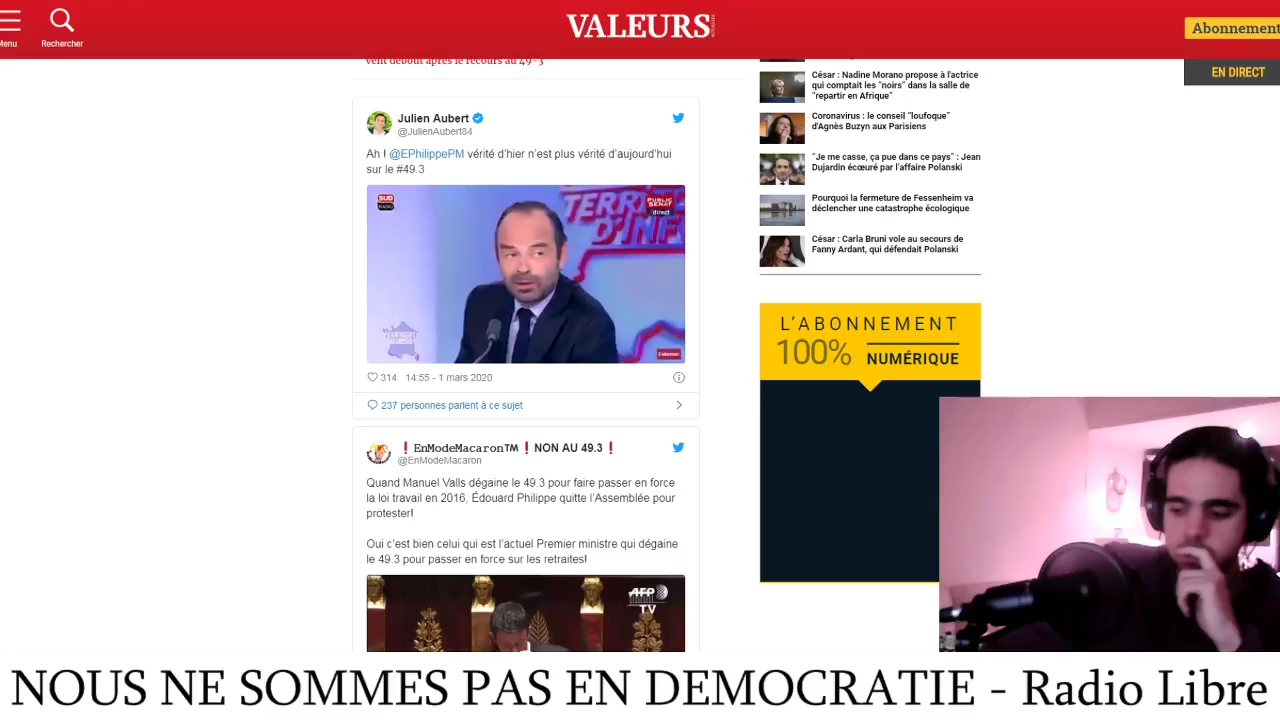 Menu
Rechercher
VALEURS
Abonnement
EN DIRECT
vent debout après le recours au 49-3
Julien Aubert
@JulienAubert84
Ah ! @EPhilippePM vérité d'hier n'est plus vérité d'aujourd'hui
sur le #49.3
SUD
RADIO
PUBLIC
SENAT
direct
TERR
D'INF
314 14:55 - 1 mars 2020
237 personnes parlent à ce sujet
❗EnModeMacaron™❗NON AU 49.3❗
@EnModeMacaron
Quand Manuel Valls dégaine le 49.3 pour faire passer en force
la loi travail en 2016, Édouard Philippe quitte l'Assemblée pour
protester!
Oui c'est bien celui qui est l'actuel Premier ministre qui dégaine
le 49.3 pour passer en force sur les retraites!
AFP
TV
César : Nadine Morano propose à l'actrice
qui comptait les "noirs" dans la salle de
"repartir en Afrique"
Coronavirus : le conseil "loufoque"
d'Agnès Buzyn aux Parisiens
"Je me casse, ça pue dans ce pays" : Jean
Dujardin écœuré par l'affaire Polanski
Pourquoi la fermeture de Fessenheim va
déclencher une catastrophe écologique
César : Carla Bruni vole au secours de
Fanny Ardant, qui défendait Polanski
L'ABONNEMENT
100% NUMÉRIQUE
NOUS NE SOMMES PAS EN DEMOCRATIE - Radio Libre